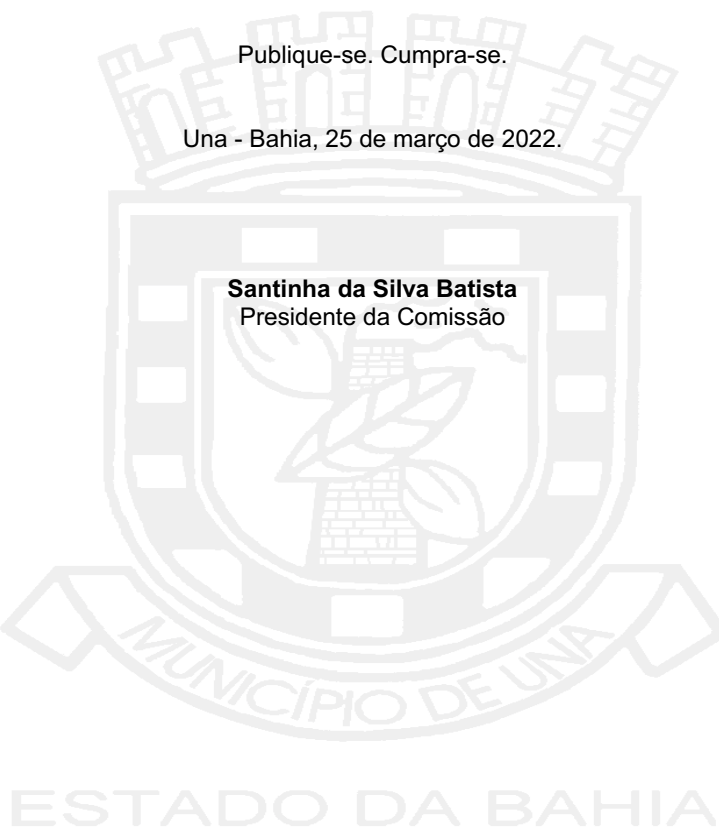 Publique-se. Cumpra-se.
Una - Bahia, 25 de março de 2022.
Santinha da Silva Batista
Presidente da Comissão
MUNICÍPIO DE UNA
ESTADO DA BAHIA